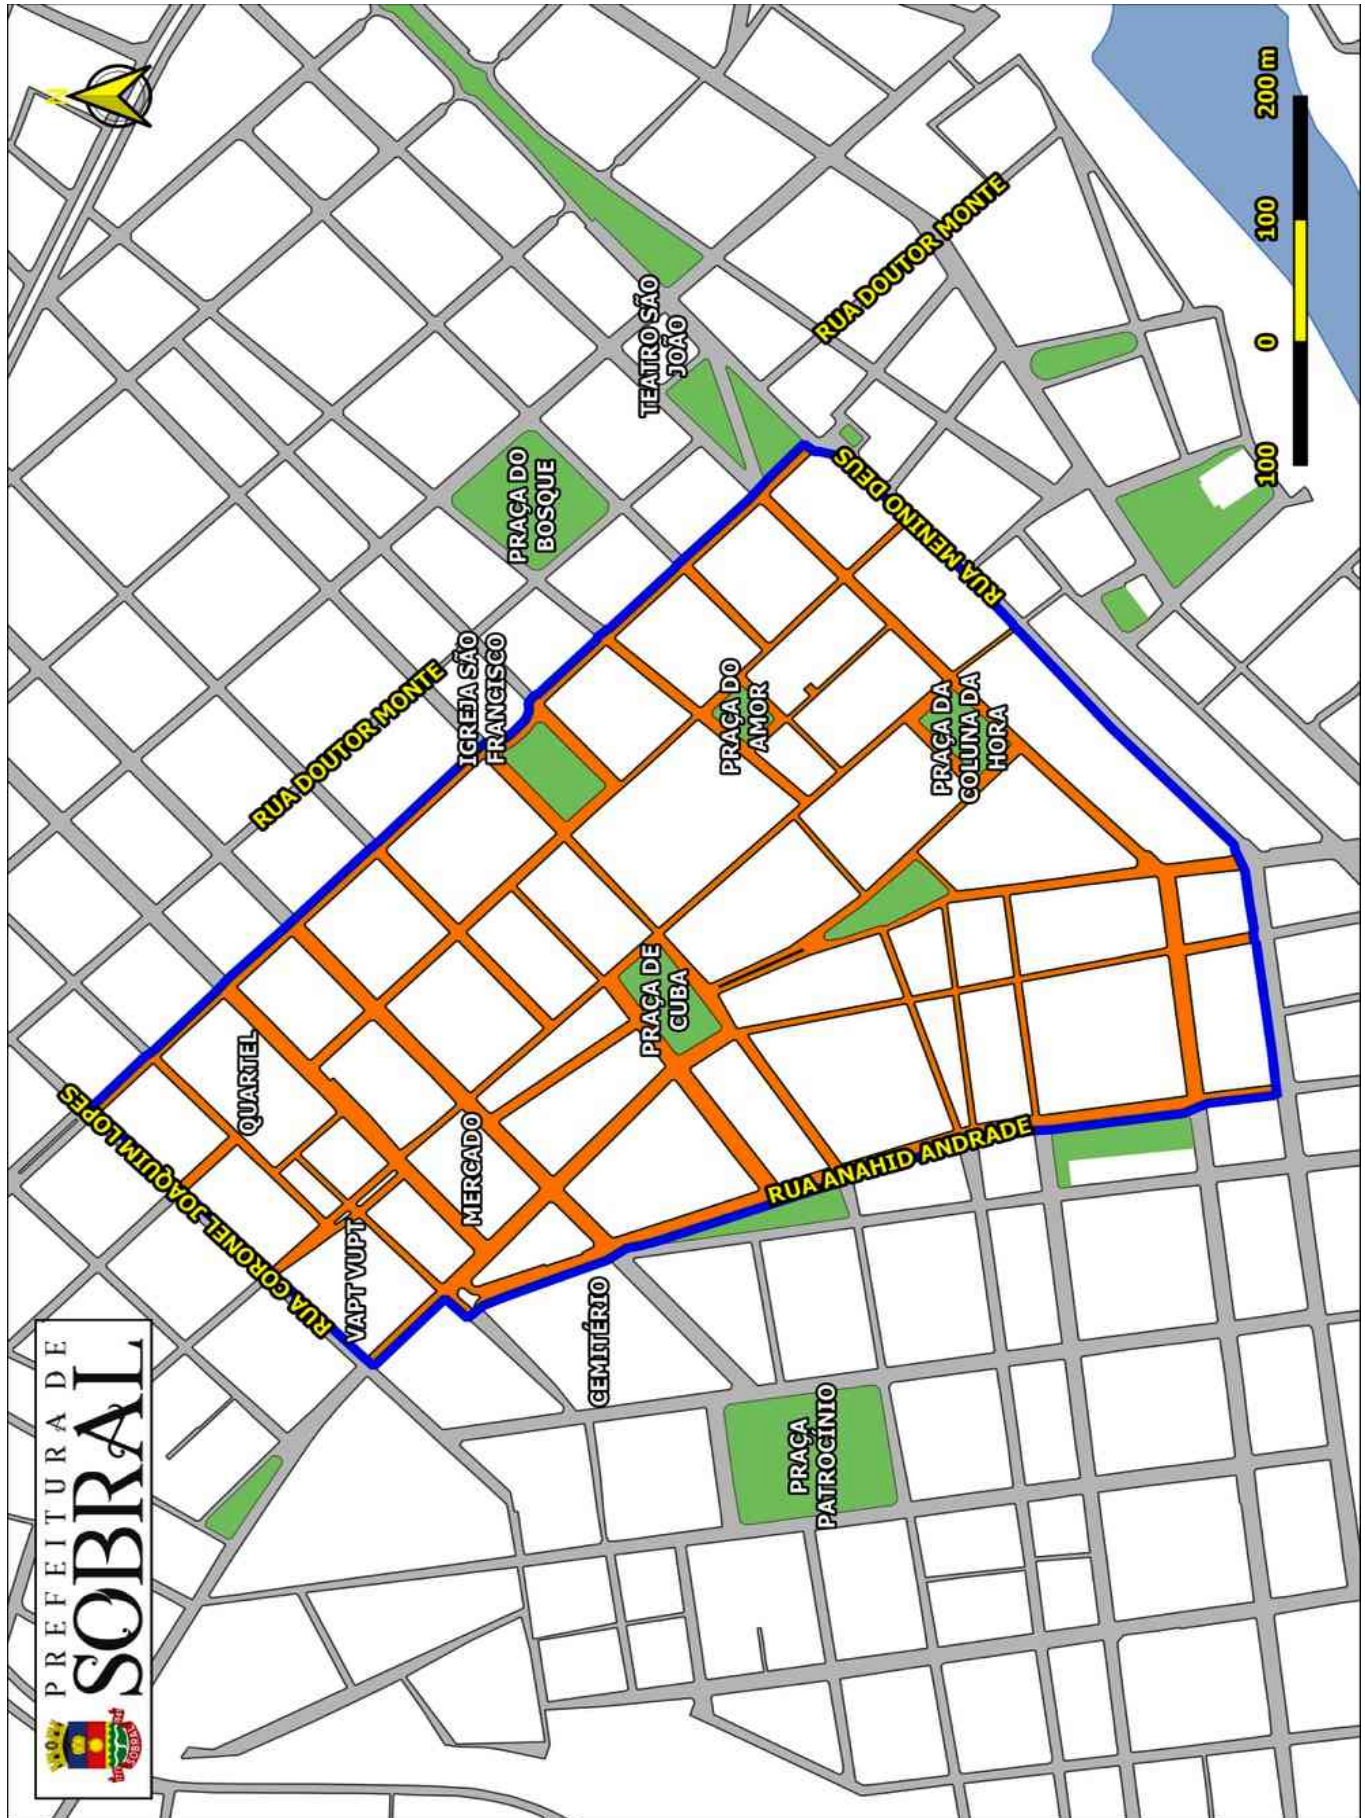 PREFEITURA DE
SOBRAL
SOBRAL
N
RUA CORONEL JOAQUIM LOPES
VAPT VUPT
QUARTEL
RUA DOUTOR MONTE
MERCADO
CEMITÉRIO
IGREJA SÃO
FRANCISCO
PRAÇA DO
BOSQUE
TEATRO SÃO
JOÃO
PRAÇA DE
CUBA
PRAÇA
PATROCÍNIO
RUA ANAHID ANDRADE
PRAÇA DO
AMOR
RUA DOUTOR MONTE
PRAÇA DA
COLUNA DA
HORA
RUA MENINO DEUS
100
0
100
200 m